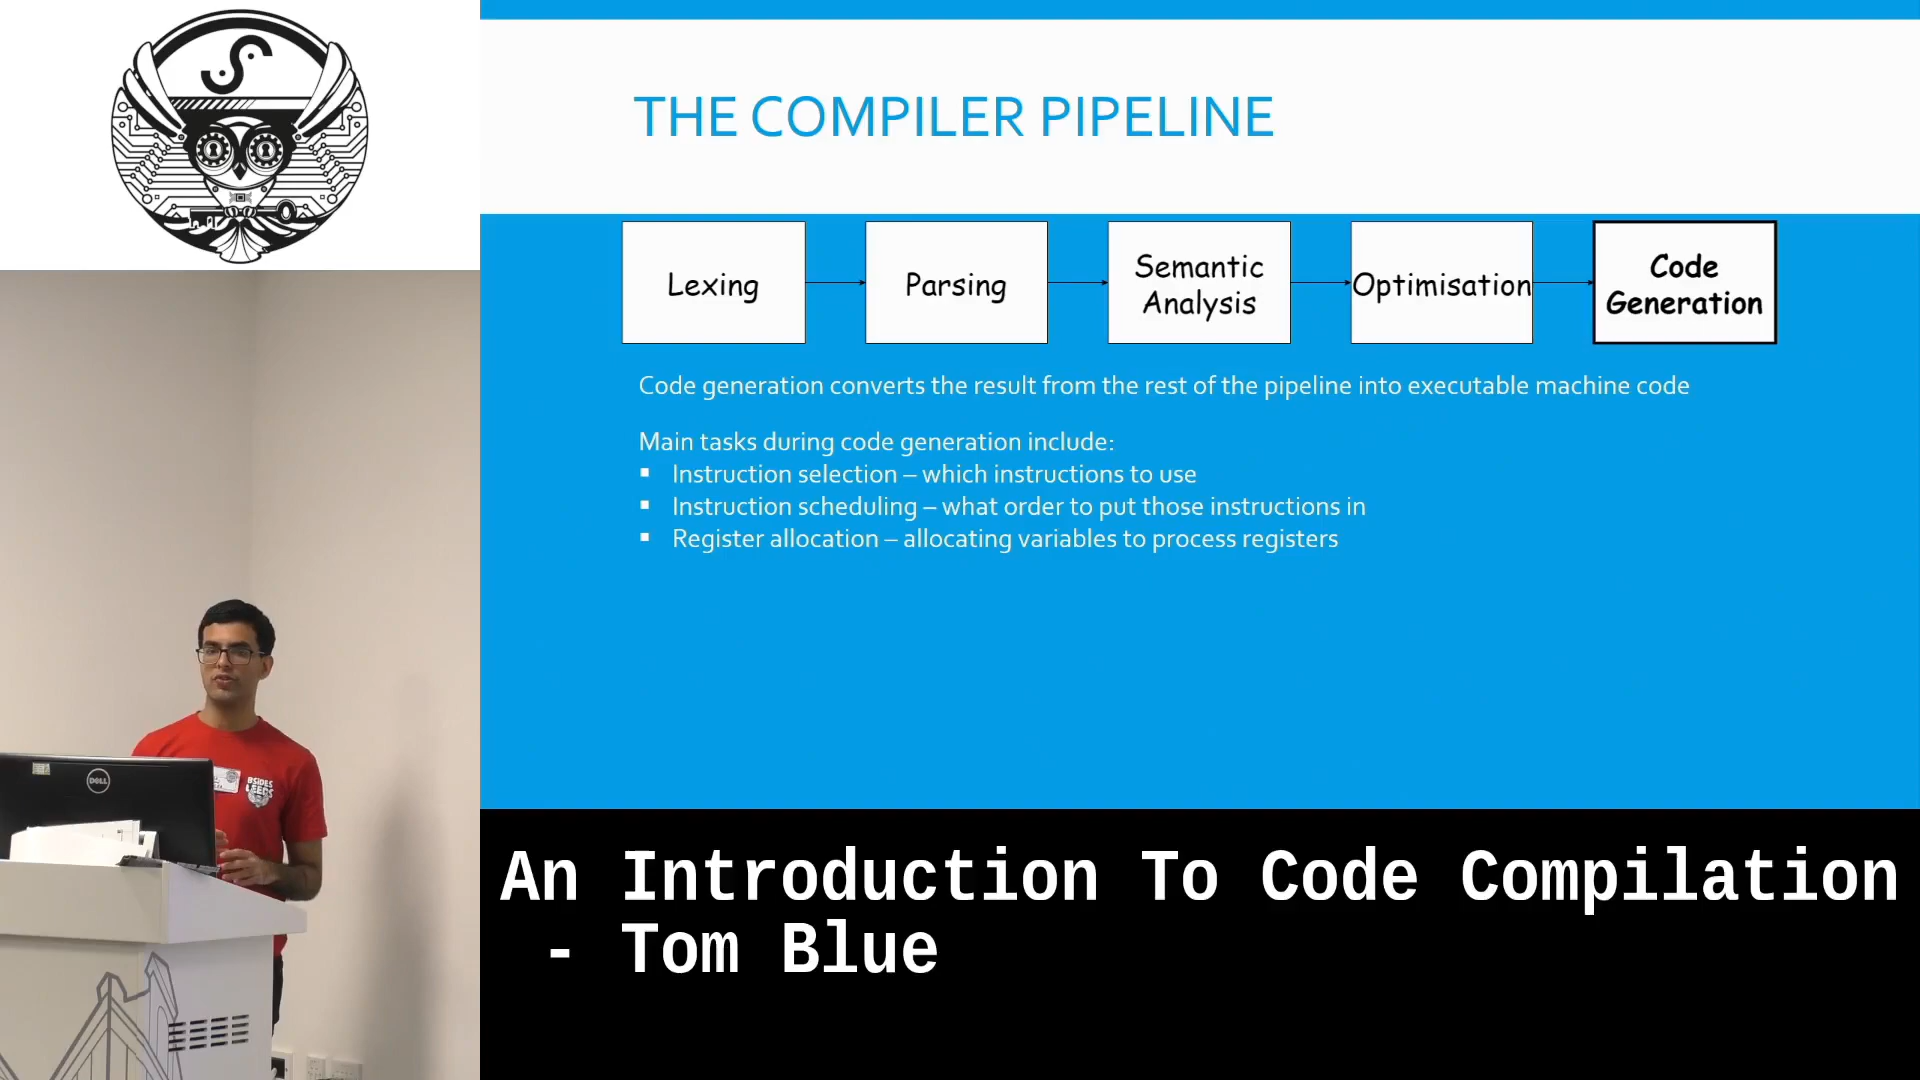 THE COMPILER PIPELINE
Lexing
Parsing
Semantic
Analysis
Optimisation
Code
Generation
Code generation converts the result from the rest of the pipeline into executable machine code
Main tasks during code generation include:
▪ Instruction selection – which instructions to use
▪ Instruction scheduling – what order to put those instructions in
▪ Register allocation – allocating variables to process registers
DELL
BSIDES
LEEDS
An Introduction To Code Compilation
- Tom Blue